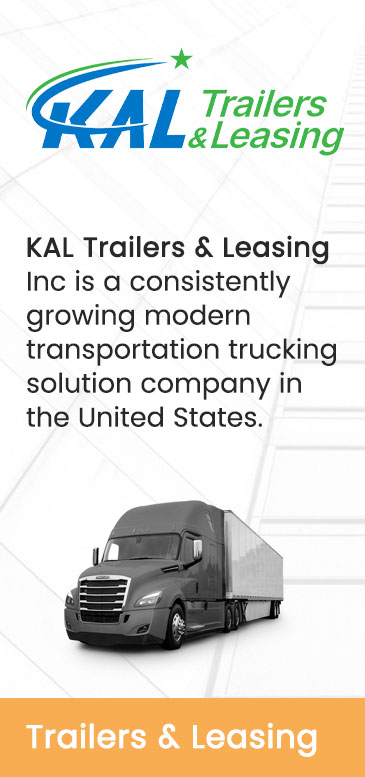 KAL Trailers
& Leasing
KAL Trailers & Leasing
Inc is a consistently
growing modern
transportation trucking
solution company in
the United States.
Trailers & Leasing